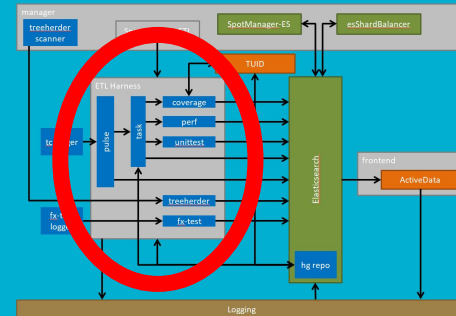 manager
treeherder
scanner
SpotManager-ES
esShardBalancer
TUID
ETL Harness
coverage
pulse
task
perf
unittest
Elasticsearch
frontend
ActiveData
treeherder
fx-test
hg repo
Logging